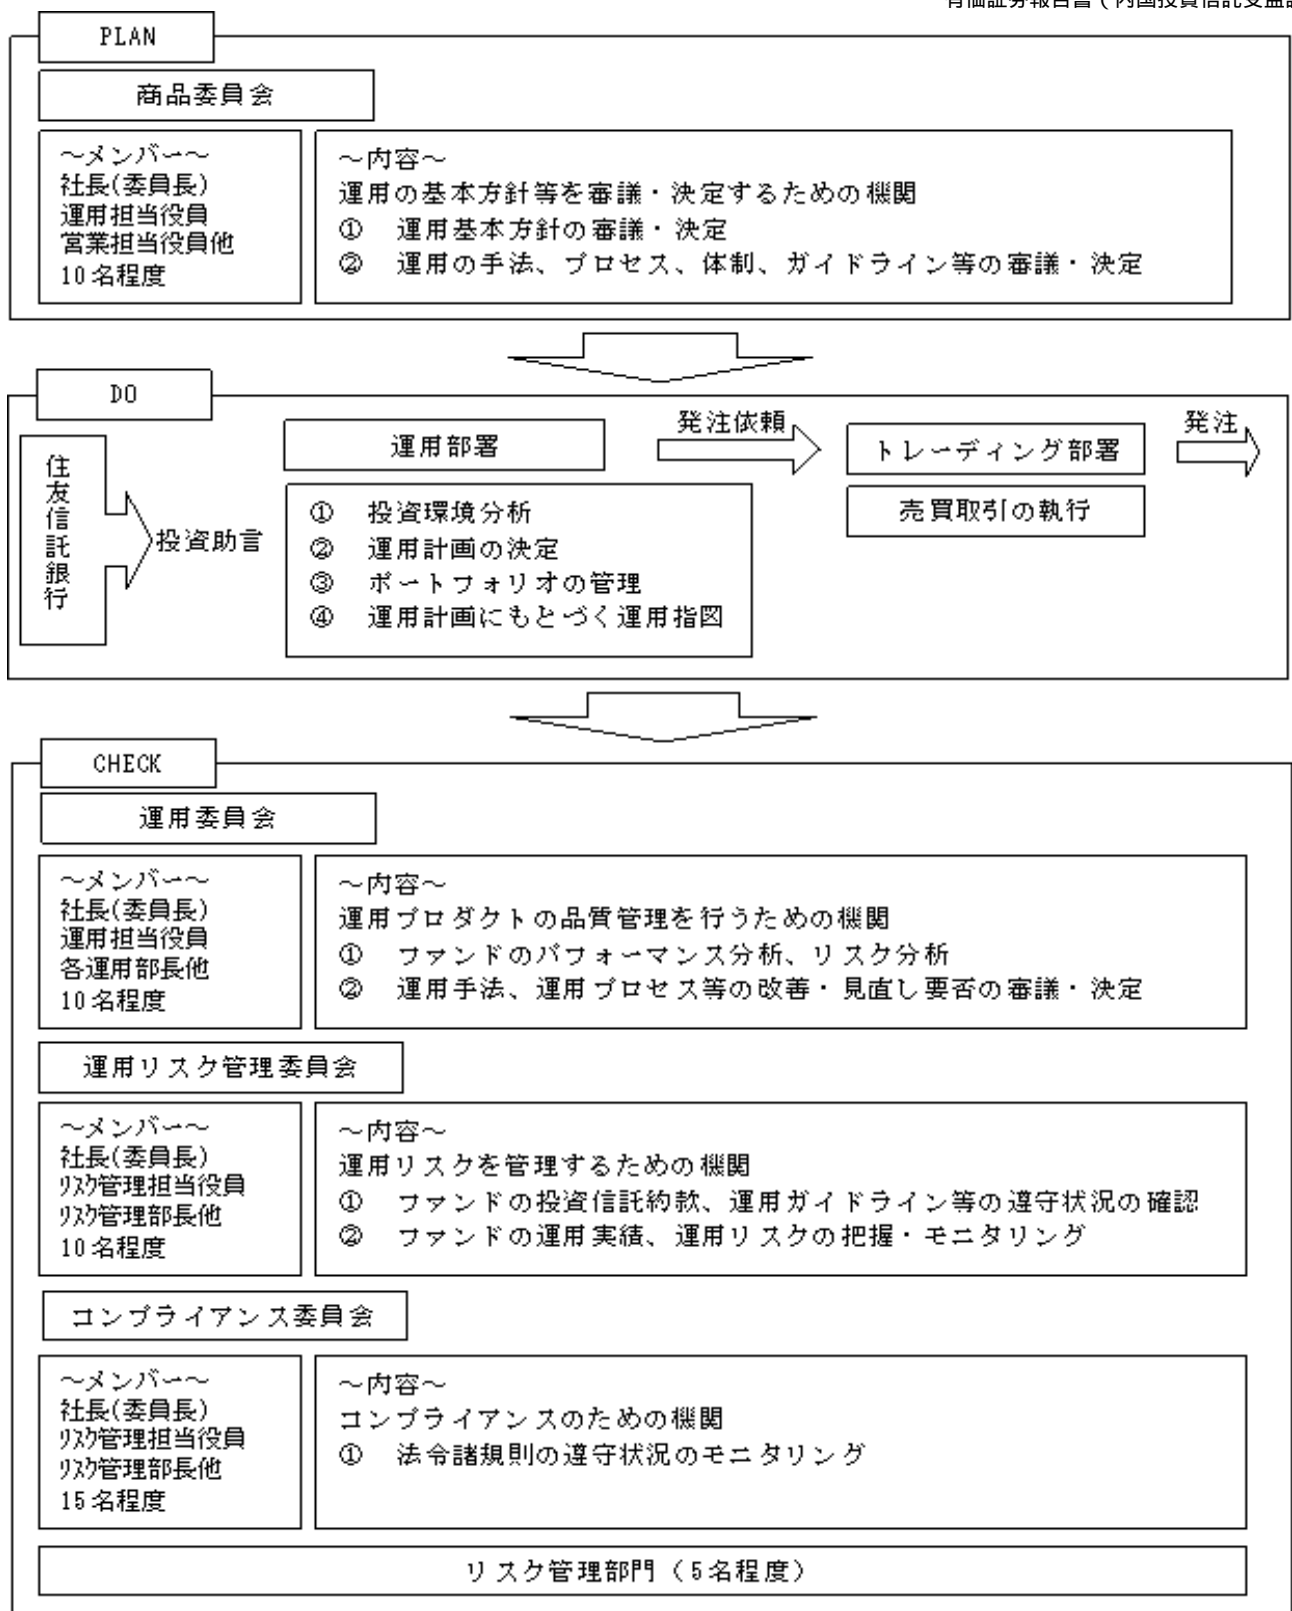 有価証券報告書（内国投資信託受益証
PLAN
商品委員会
～メンバー～
社長(委員長)
運用担当役員
営業担当役員他
10名程度
～内容～
運用の基本方針等を審議・決定するための機関
① 運用基本方針の審議・決定
② 運用の手法、プロセス、体制、ガイドライン等の審議・決定
DO
住友信託銀行
投資助言
運用部署
① 投資環境分析
② 運用計画の決定
③ ポートフォリオの管理
④ 運用計画にもとづく運用指図
発注依頼
トレーディング部署
売買取引の執行
発注
CHECK
運用委員会
～メンバー～
社長(委員長)
運用担当役員
各運用部長他
10名程度
～内容～
運用プロダクトの品質管理を行うための機関
① ファンドのパフォーマンス分析、リスク分析
② 運用手法、運用プロセス等の改善・見直し要否の審議・決定
運用リスク管理委員会
～メンバー～
社長(委員長)
ﾘｽｸ管理担当役員
ﾘｽｸ管理部長他
10名程度
～内容～
運用リスクを管理するための機関
① ファンドの投資信託約款、運用ガイドライン等の遵守状況の確認
② ファンドの運用実績、運用リスクの把握・モニタリング
コンプライアンス委員会
～メンバー～
社長(委員長)
ﾘｽｸ管理担当役員
ﾘｽｸ管理部長他
15名程度
～内容～
コンプライアンスのための機関
① 法令諸規則の遵守状況のモニタリング
リスク管理部門（5名程度）